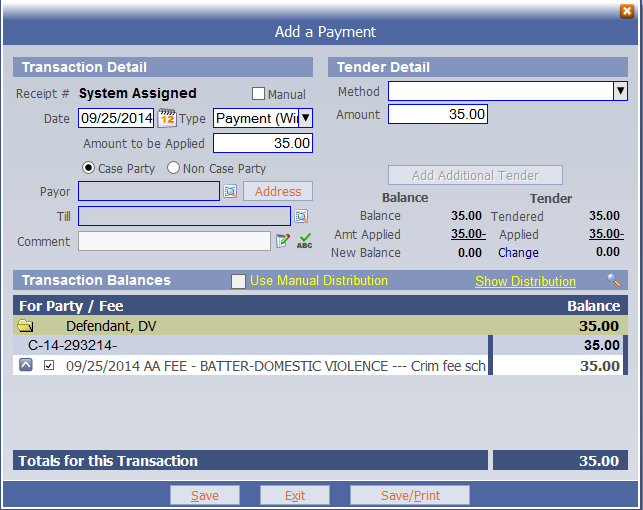 Add a Payment
Transaction Detail
Receipt # System Assigned Manual
Date 09/25/2014 12 Type Payment (Wi
Amount to be Applied 35.00
Case Party Non Case Party
Payor Address
Till
Comment ABC
Tender Detail
Method
Amount 35.00
Add Additional Tender
Balance Tender
Balance 35.00 Tendered 35.00
Amt Applied 35.00- Applied 35.00-
New Balance 0.00 Change 0.00
Transaction Balances Use Manual Distribution Show Distribution
For Party / Fee Balance
Defendant, DV 35.00
C-14-293214- 35.00
09/25/2014 AA FEE - BATTER-DOMESTIC VIOLENCE --- Crim fee sch 35.00
Totals for this Transaction 35.00
Save Exit Save/Print